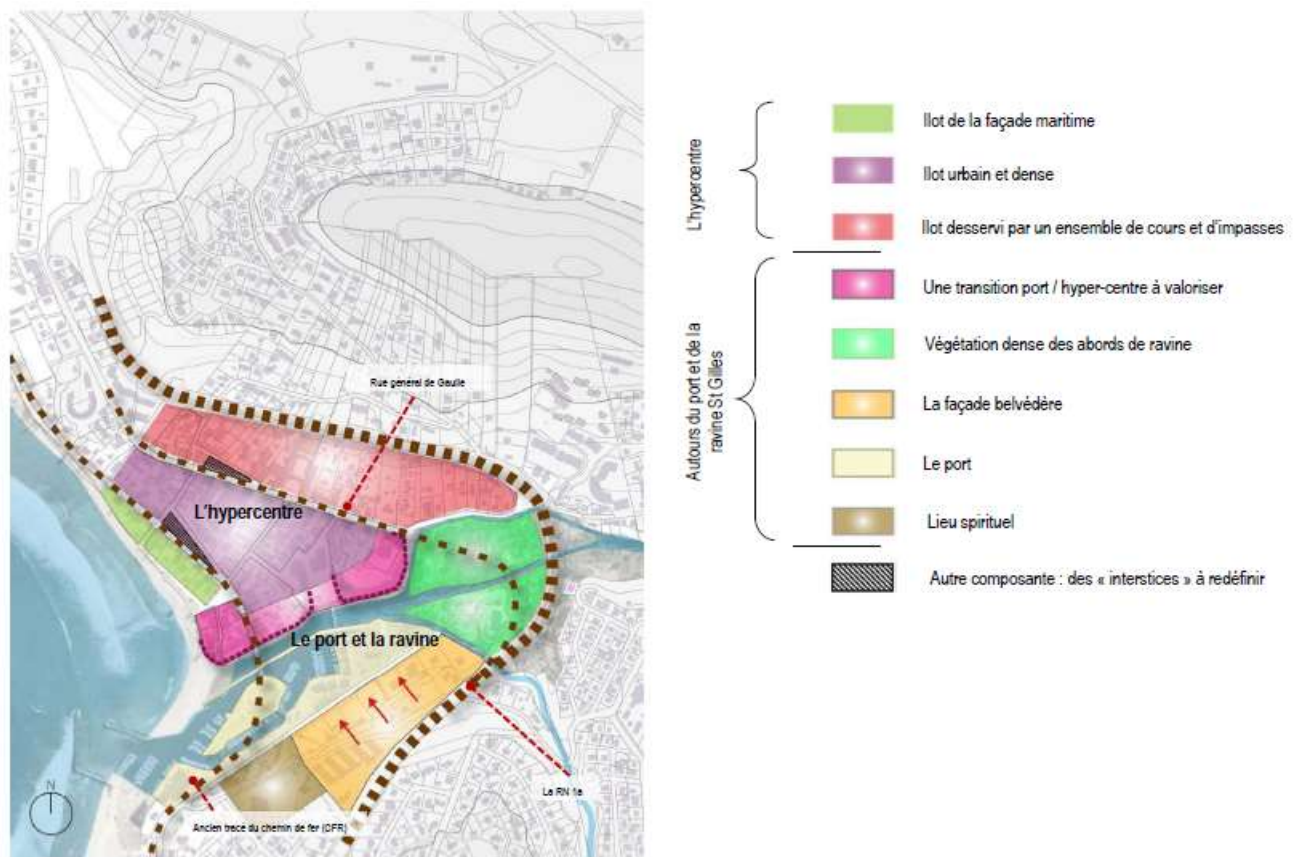 Rue général de Gaulle
L'hypercentre
Le port et la ravine
La RN 1a
Ancien tracé du chemin de fer (CFR)
N
L'hypercentre
Ilot de la façade maritime
Ilot urbain et dense
Ilot desservi par un ensemble de cours et d'impasses
Autours du port et de la
ravine St Gilles
Une transition port / hyper-centre à valoriser
Végétation dense des abords de ravine
La façade belvédère
Le port
Lieu spirituel
Autre composante : des « interstices » à redéfinir